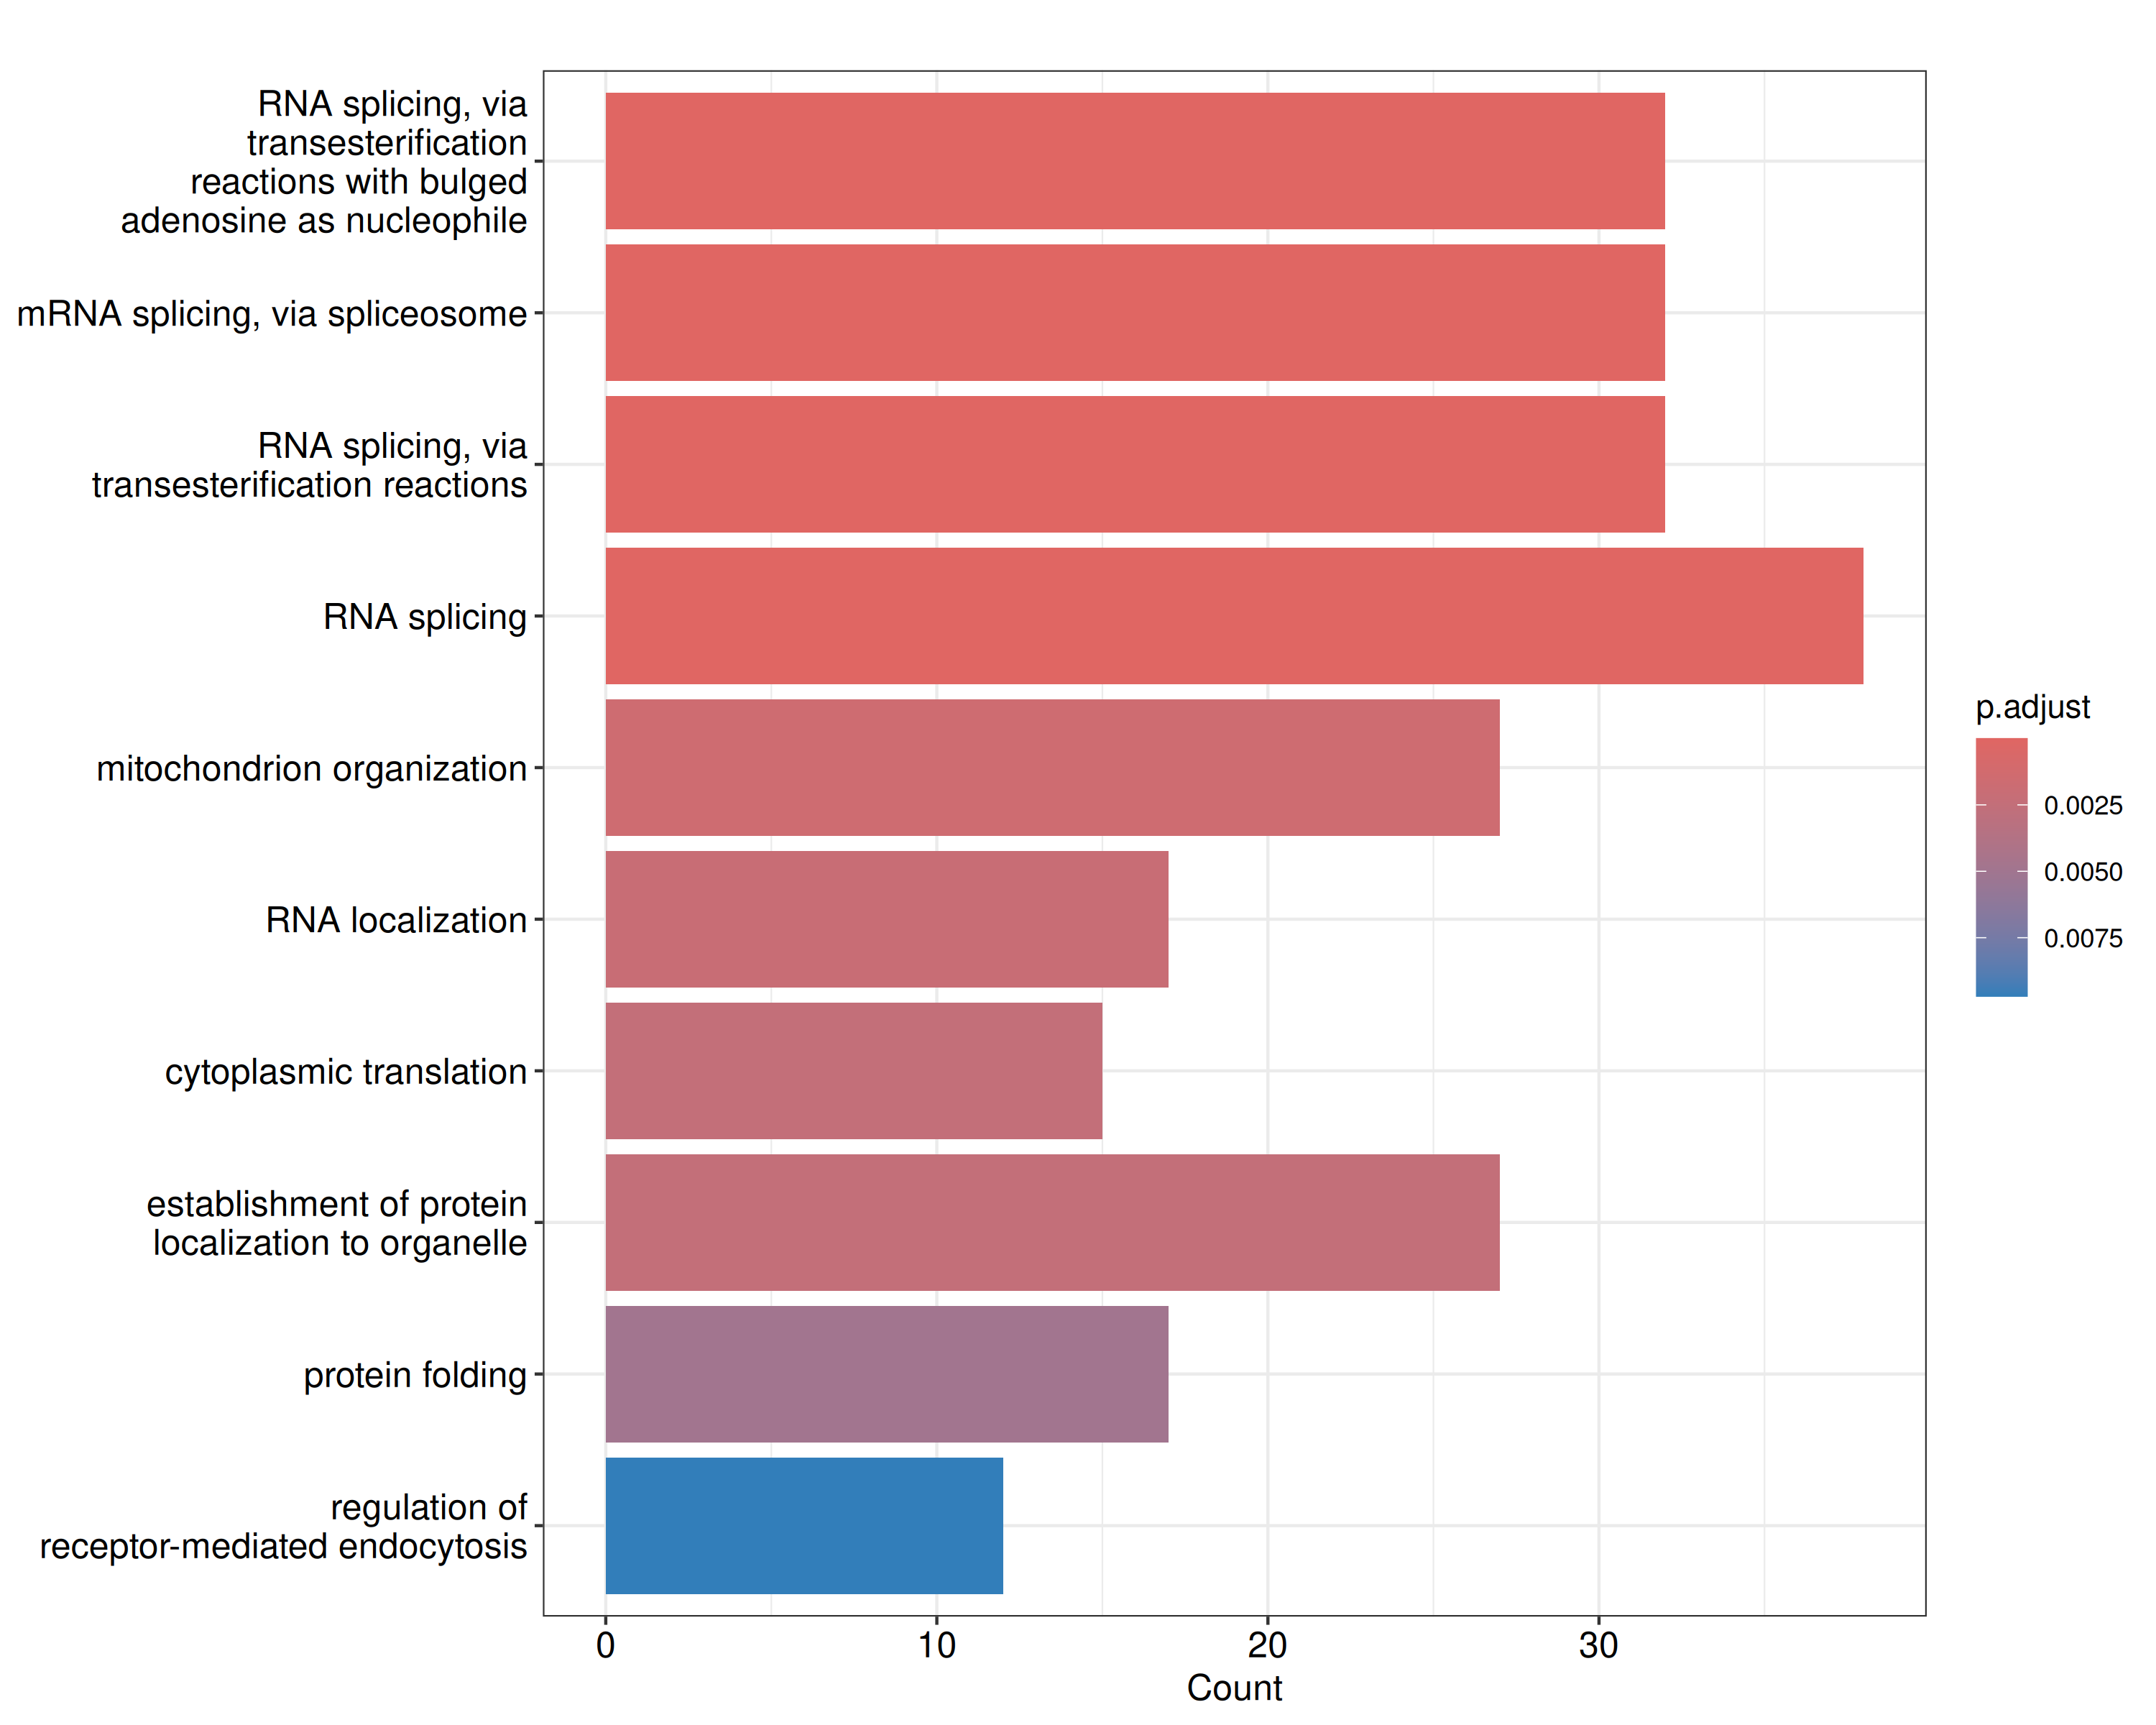 RNA splicing, via
transesterification
reactions with bulged
adenosine as nucleophile
mRNA splicing, via spliceosome
RNA splicing, via
transesterification reactions
RNA splicing
mitochondrion organization
RNA localization
cytoplasmic translation
establishment of protein
localization to organelle
protein folding
regulation of
receptor-mediated endocytosis
0
10
20
30
Count
p.adjust
0.0025
0.0050
0.0075